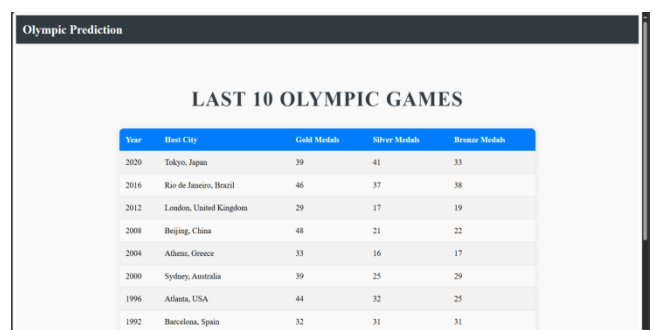 Olympic Prediction
LAST 10 OLYMPIC GAMES
Year Host City Gold Medals Silver Medals Bronze Medals
2020 Tokyo, Japan 39 41 33
2016 Rio de Janeiro, Brazil 46 37 38
2012 London, United Kingdom 29 17 19
2008 Beijing, China 48 21 22
2004 Athens, Greece 33 16 17
2000 Sydney, Australia 39 25 29
1996 Atlanta, USA 44 32 25
1992 Barcelona, Spain 32 31 31